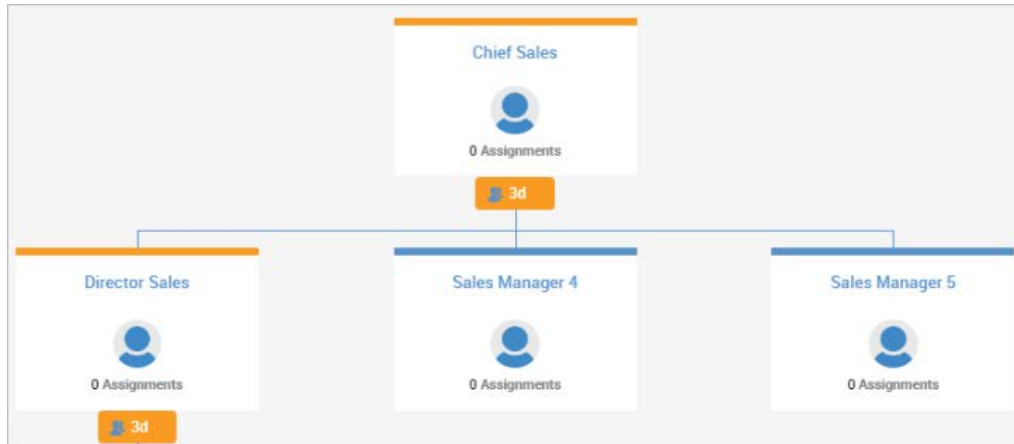 Chief Sales
0 Assignments
3d
Director Sales
Sales Manager 4
Sales Manager 5
0 Assignments
0 Assignments
0 Assignments
3d